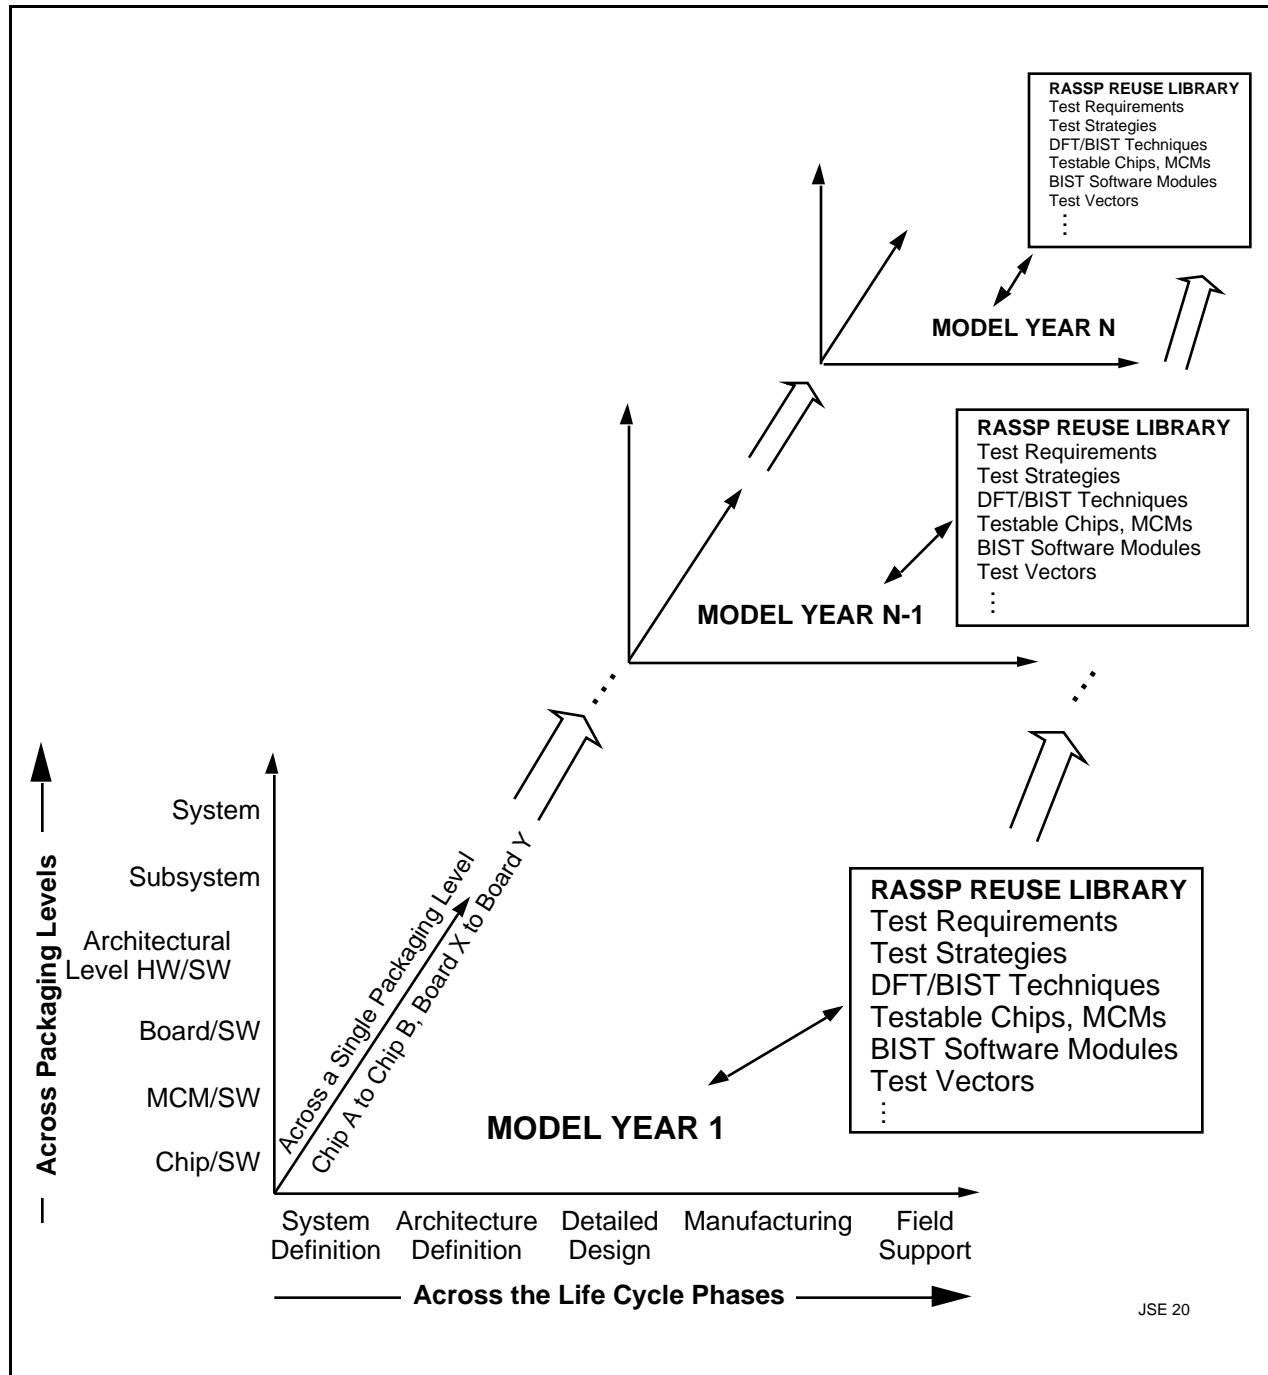 RASSP REUSE LIBRARY
Test Requirements
Test Strategies
DFT/BIST Techniques
Testable Chips, MCMs
BIST Software Modules
Test Vectors
MODEL YEAR N
RASSP REUSE LIBRARY
Test Requirements
Test Strategies
DFT/BIST Techniques
Testable Chips, MCMs
BIST Software Modules
Test Vectors
MODEL YEAR N-1
Across Packaging Levels
System
Subsystem
Architectural
Level HW/SW
Board/SW
MCM/SW
Chip/SW
Across a Single Packaging Level
Chip A to Chip B, Board X to Board Y
RASSP REUSE LIBRARY
Test Requirements
Test Strategies
DFT/BIST Techniques
Testable Chips, MCMs
BIST Software Modules
Test Vectors
MODEL YEAR 1
System
Definition
Architecture
Definition
Detailed
Design
Manufacturing
Field
Support
Across the Life Cycle Phases
JSE 20